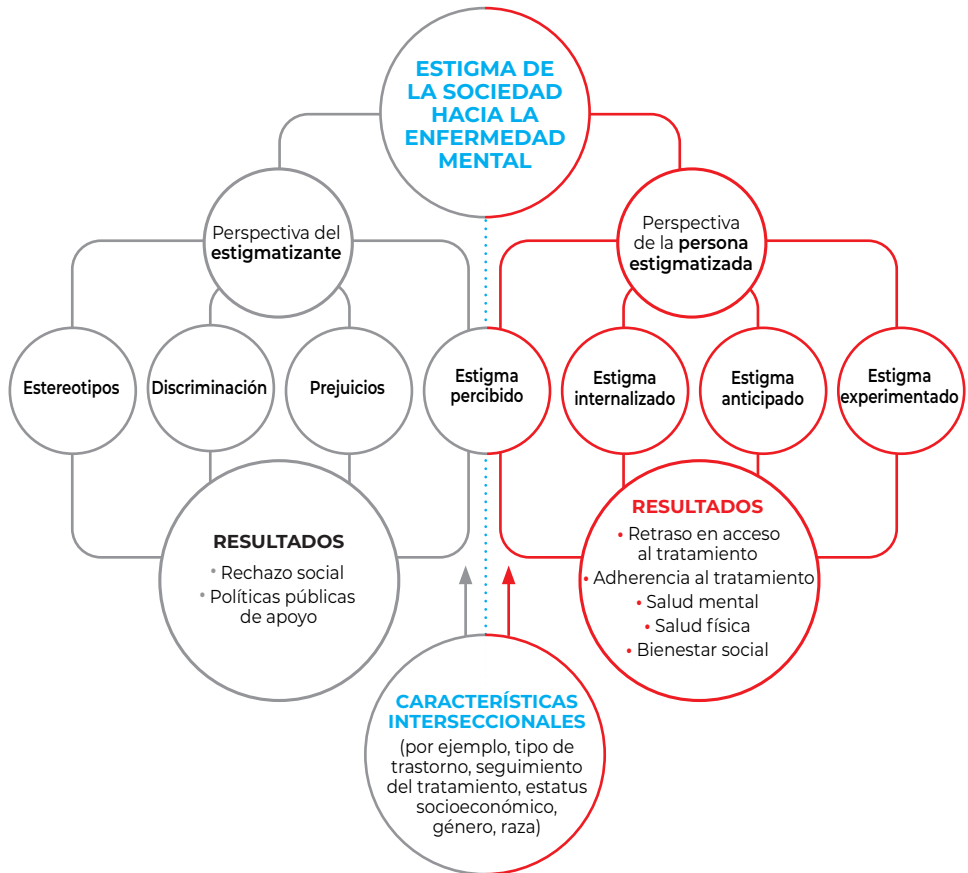 ESTIGMA DE
LA SOCIEDAD
HACIA LA
ENFERMEDAD
MENTAL
Perspectiva del
estigmatizante
Perspectiva
de la persona
estigmatizada
Estereotipos
Discriminación
Prejuicios
Estigma
percibido
Estigma
internalizado
Estigma
anticipado
Estigma
experimentado
RESULTADOS
• Rechazo social
• Políticas públicas
de apoyo
RESULTADOS
• Retraso en acceso
al tratamiento
• Adherencia al tratamiento
• Salud mental
• Salud física
• Bienestar social
CARACTERÍSTICAS
INTERSECCIONALES
(por ejemplo, tipo de
trastorno, seguimiento
del tratamiento, estatus
socioeconómico,
género, raza)